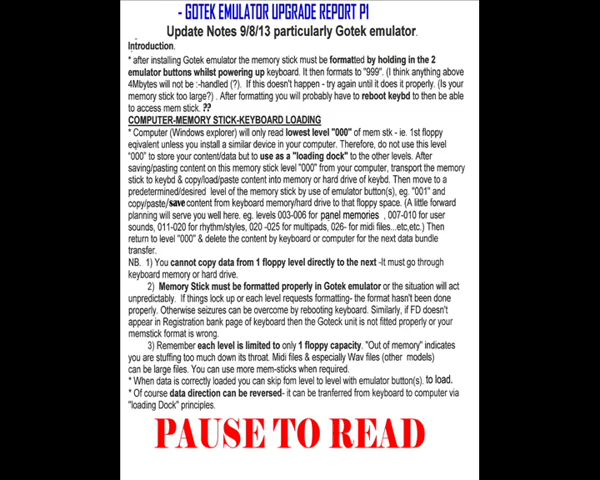 - GOTEK EMULATOR UPGRADE REPORT P1
Update Notes 9/8/13 particularly Gotek emulator.
Introduction.
* after installing Gotek emulator the memory stick must be formatted by holding in the 2
emulator buttons whilst powering up keyboard. It then formats to "999". (I think anything above
4Mbytes will not be :-handled (?). If this doesn't happen - try again until it does it properly. (Is your
memory stick too large?) . After formatting you will probably have to reboot keybd to then be able
to access mem stick. ??
COMPUTER-MEMORY STICK-KEYBOARD LOADING
* Computer (Windows explorer) will only read lowest level "000" of mem stk - ie. 1st floppy
eqivalent unless you install a similar device in your computer. Therefore, do not use this level
"000" to store your content/data but to use as a "loading dock" to the other levels. After
saving/pasting content on this memory stick level "000" from your computer, transport the memory
stick to keybd & copy/load/paste content into memory or hard drive of keybd. Then move to a
predetermined/desired level of the memory stick by use of emulator button(s), eg. "001" and
copy/paste/save content from keyboard memory/hard drive to that floppy space. (A little forward
planning will serve you well here. eg. levels 003-006 for panel memories , 007-010 for user
sounds, 011-020 for rhythm/styles, 020 -025 for multipads, 026- for midi files...etc,etc.) Then
return to level "000" & delete the content by keyboard or computer for the next data bundle
transfer.
NB. 1) You cannot copy data from 1 floppy level directly to the next -It must go through
keyboard memory or hard drive.
2) Memory Stick must be formatted properly in Gotek emulator or the situation will act
unpredictably. If things lock up or each level requests formatting- the format hasn't been done
properly. Otherwise seizures can be overcome by rebooting keyboard. Similarly, if FD doesn't
appear in Registration bank page of keyboard then the Goteck unit is not fitted properly or your
memstick format is wrong.
3) Remember each level is limited to only 1 floppy capacity. "Out of memory" indicates
you are stuffing too much down its throat. Midi files & especially Wav files (other models)
can be large files. You can use more mem-sticks when required.
* When data is correctly loaded you can skip fom level to level with emulator button(s). to load.
* Of course data direction can be reversed- it can be tranferred from keyboard to computer via
"loading Dock" principles.
PAUSE TO READ